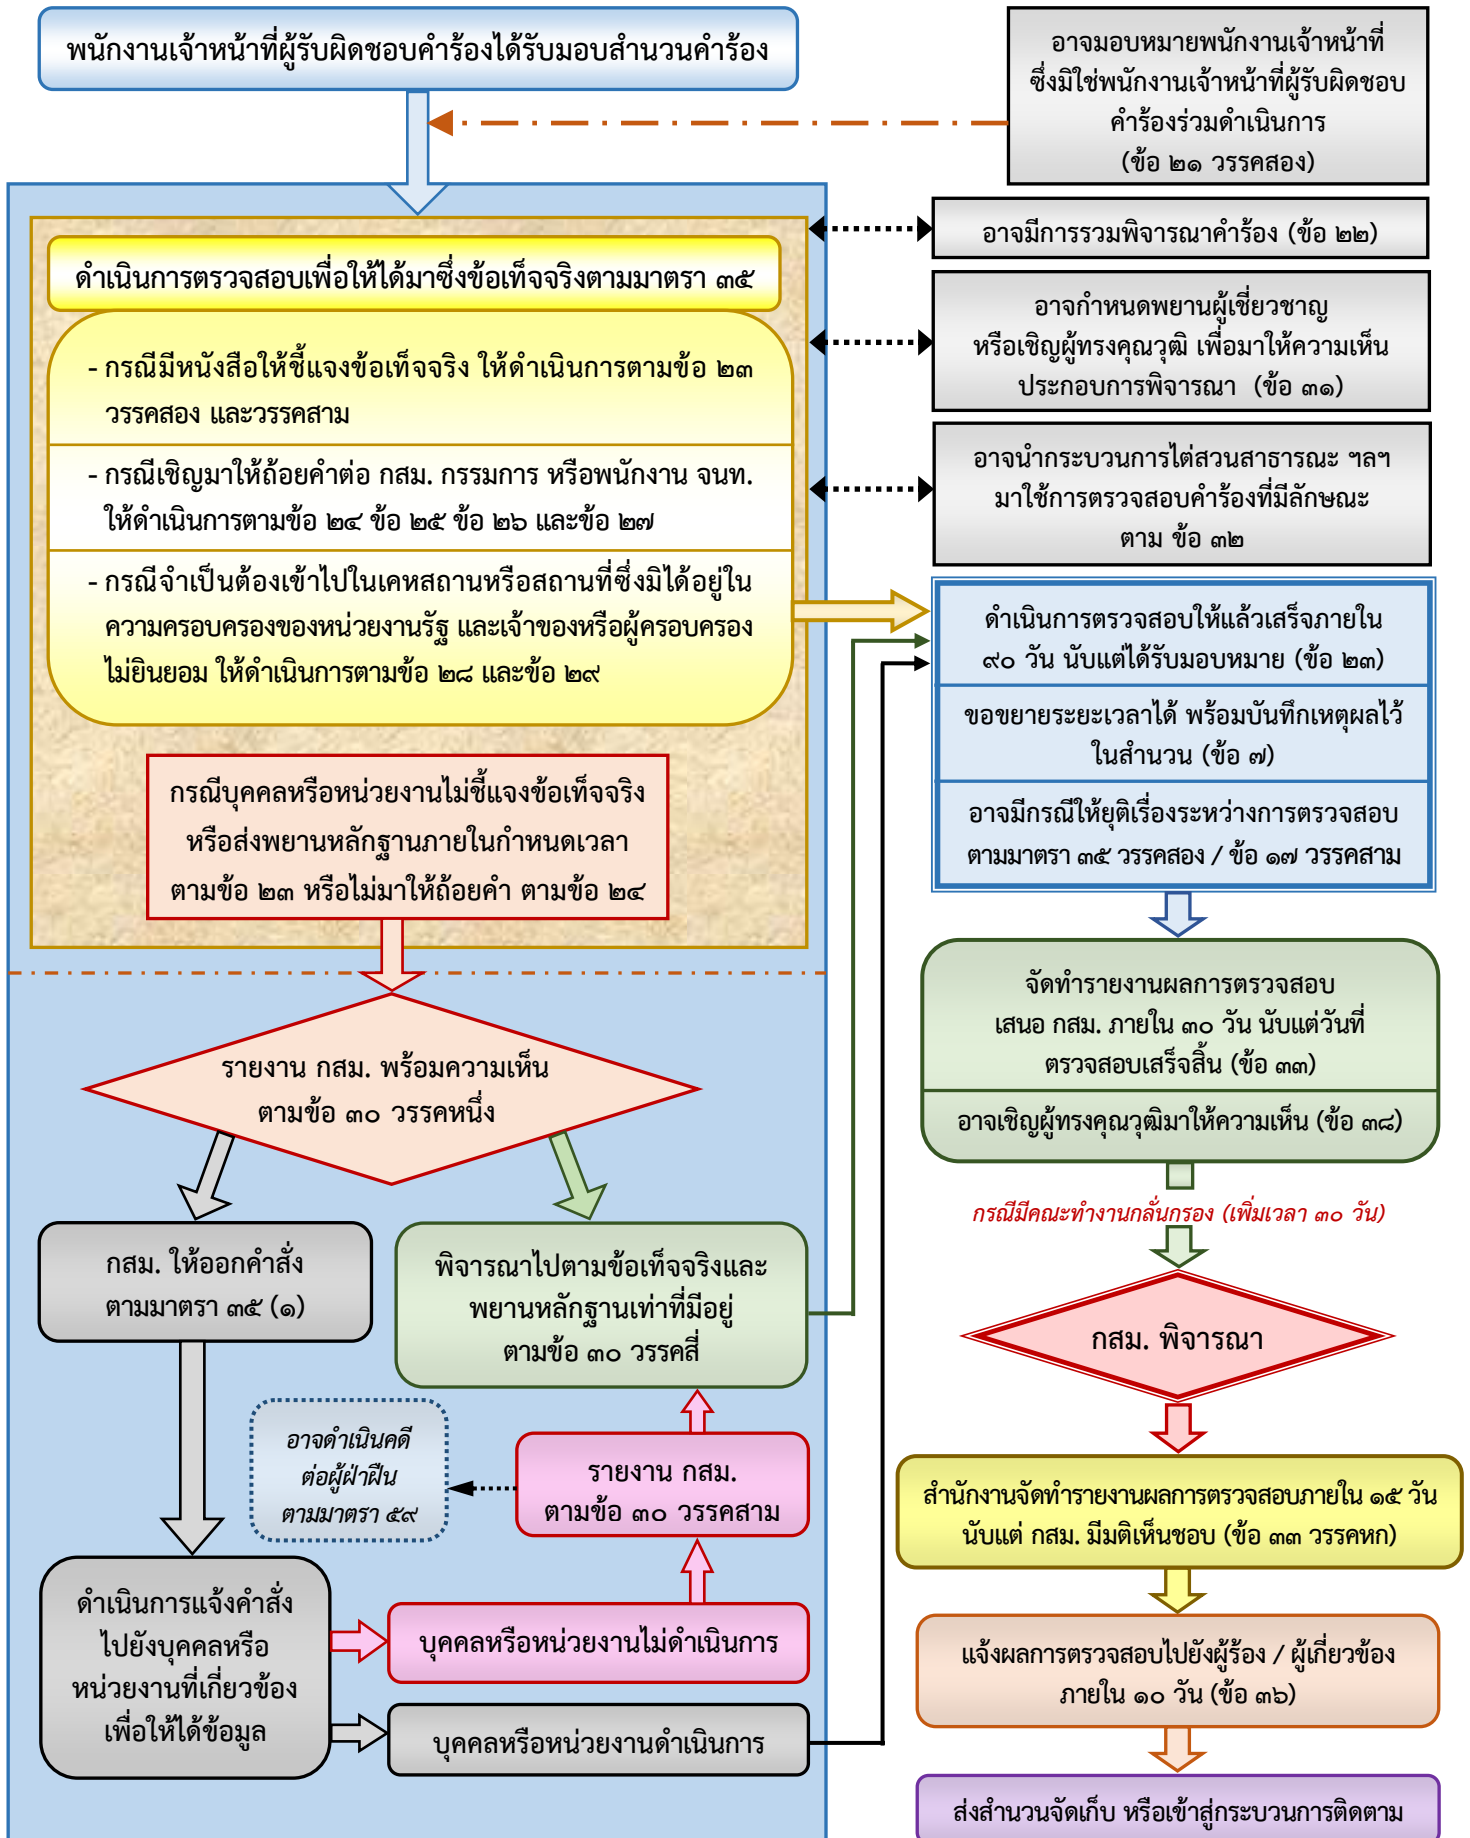 พนักงานเจ้าหน้าที่ผู้รับผิดชอบคำร้องได้รับมอบสำนวนคำร้อง
อาจมอบหมายพนักงานเจ้าหน้าที่
ซึ่งมิใช่พนักงานเจ้าหน้าที่ผู้รับผิดชอบ
คำร้องร่วมดำเนินการ
(ข้อ ๒๑ วรรคสอง)
อาจมีการรวมพิจารณาคำร้อง (ข้อ ๒๒)
อาจกำหนดพยานผู้เชี่ยวชาญ
หรือเชิญผู้ทรงคุณวุฒิ เพื่อมาให้ความเห็น
ประกอบการพิจารณา (ข้อ ๓๑)
อาจนำกระบวนการไต่สวนสาธารณะ ฯลฯ
มาใช้การตรวจสอบคำร้องที่มีลักษณะ
ตาม ข้อ ๓๒
ดำเนินการตรวจสอบเพื่อให้ได้มาซึ่งข้อเท็จจริงตามมาตรา ๓๕
- กรณีมีหนังสือให้ชี้แจงข้อเท็จจริง ให้ดำเนินการตามข้อ ๒๓
วรรคสอง และวรรคสาม
- กรณีเชิญมาให้ถ้อยคำต่อ กสม. กรรมการ หรือพนักงาน จนท.
ให้ดำเนินการตามข้อ ๒๔ ข้อ ๒๕ ข้อ ๒๖ และข้อ ๒๗
- กรณีจำเป็นต้องเข้าไปในเคหสถานหรือสถานที่ซึ่งมิได้อยู่ใน
ความครอบครองของหน่วยงานรัฐ และเจ้าของหรือผู้ครอบครอง
ไม่ยินยอม ให้ดำเนินการตามข้อ ๒๘ และข้อ ๒๙
กรณีบุคคลหรือหน่วยงานไม่ชี้แจงข้อเท็จจริง
หรือส่งพยานหลักฐานภายในกำหนดเวลา
ตามข้อ ๒๓ หรือไม่มาให้ถ้อยคำ ตามข้อ ๒๔
รายงาน กสม. พร้อมความเห็น
ตามข้อ ๓๐ วรรคหนึ่ง
กสม. ให้ออกคำสั่ง
ตามมาตรา ๓๕ (๑)
พิจารณาไปตามข้อเท็จจริงและ
พยานหลักฐานเท่าที่มีอยู่
ตามข้อ ๓๐ วรรคสี่
อาจดำเนินคดี
ต่อผู้ฝ่าฝืน
ตามมาตรา ๕๙
รายงาน กสม.
ตามข้อ ๓๐ วรรคสาม
ดำเนินการแจ้งคำสั่ง
ไปยังบุคคลหรือ
หน่วยงานที่เกี่ยวข้อง
เพื่อให้ได้ข้อมูล
บุคคลหรือหน่วยงานไม่ดำเนินการ
บุคคลหรือหน่วยงานดำเนินการ
ดำเนินการตรวจสอบให้แล้วเสร็จภายใน
๙๐ วัน นับแต่ได้รับมอบหมาย (ข้อ ๒๓)
ขอขยายระยะเวลาได้ พร้อมบันทึกเหตุผลไว้
ในสำนวน (ข้อ ๗)
อาจมีกรณีให้ยุติเรื่องระหว่างการตรวจสอบ
ตามมาตรา ๓๕ วรรคสอง / ข้อ ๑๗ วรรคสาม
จัดทำรายงานผลการตรวจสอบ
เสนอ กสม. ภายใน ๓๐ วัน นับแต่วันที่
ตรวจสอบเสร็จสิ้น (ข้อ ๓๓)
อาจเชิญผู้ทรงคุณวุฒิมาให้ความเห็น (ข้อ ๓๘)
กรณีมีคณะทำงานกลั่นกรอง (เพิ่มเวลา ๓๐ วัน)
กสม. พิจารณา
สำนักงานจัดทำรายงานผลการตรวจสอบภายใน ๑๕ วัน
นับแต่ กสม. มีมติเห็นชอบ (ข้อ ๓๓ วรรคหก)
แจ้งผลการตรวจสอบไปยังผู้ร้อง / ผู้เกี่ยวข้อง
ภายใน ๑๐ วัน (ข้อ ๓๖)
ส่งสำนวนจัดเก็บ หรือเข้าสู่กระบวนการติดตาม